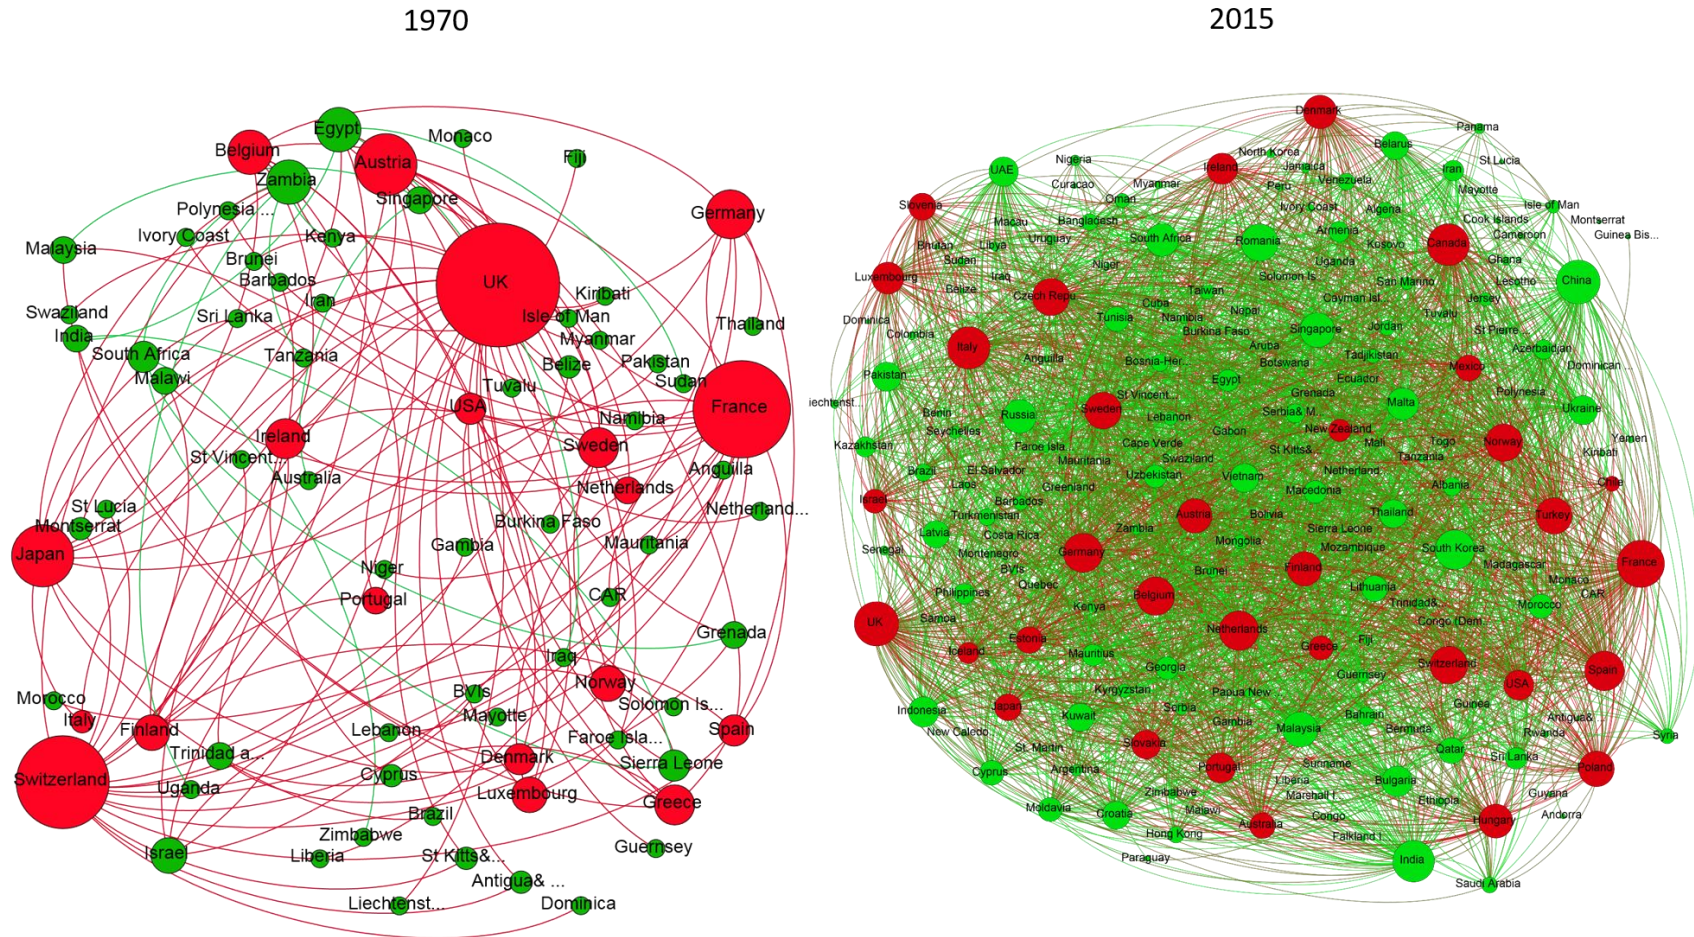 1970
2015
Egypt
Monaco
Belgium
Austria
Fiji
Zambia
Singapore
Polynesia ...
Germany
Ivory Coast
Kenya
Malaysia
Brunei
Barbados
UK
Kiribati
Iran
Swaziland
Sri Lanka
Isle of Man
Thailand
India
Myanmar
South Africa
Tanzania
Belize
Pakistan
Malawi
Tuvalu
Sudan
USA
France
Namibia
Ireland
Sweden
St Vincent...
Anguilla
Australia
Netherlands
St Lucia
Netherland...
Montserrat
Burkina Faso
Japan
Gambia
Mauritania
Niger
Portugal
CAR
Grenada
Iraq
Norway
Morocco
BVIs
Solomon Is...
Italy
Mayotte
Finland
Lebanon
Faroe Isla...
Spain
Trinidad a...
Denmark
Sierra Leone
Switzerland
Cyprus
Uganda
Luxembourg
Greece
Brazil
Zimbabwe
Israel
Liberia
St Kitts&...
Guernsey
Antigua& ...
Liechtenst...
Dominica
Denmark
Panama
Belarus
North Korea
Nigeria
Ireland
Jamaica
St Lucia
UAE
Iran
Curacao
Myanmar
Peru
Venezuela
Mayotte
Oman
Slovenia
Ivory Coast
Algeria
Isle of Man
Macau
Bangladesh
Cook Islands
Montserrat
Armenia
Cameroon
Guinea Bis...
Bhutan
Libya
Uruguay
South Africa
Romania
Kosovo
Canada
Sudan
Uganda
Ghana
Niger
Luxembourg
Iraq
Solomon Is.
San Marino
Lesotho
China
Belize
Czech Repu
Taiwan
Cayman Isl
Jersey
Cuba
Nepal
Tuvalu
Dominica
Tunisia
Namibia
Colombia
Burkina Faso
Singapore
Jordan
St Pierre
Italy
Aruba
Azerbaijan
Anguilla
Bosnia-Her...
Botswana
Tadjikistan
Mexico
Dominican ...
Pakistan
Egypt
Ecuador
Grenada
Polynesia
iechtenst...
St Vincent...
Malta
Ukraine
Benin
Russia
Sweden
Lebanon
Serbia& M...
Seychelles
Gabon
New Zealand
Yemen
Kazakhstan
Faroe Isla.
Cape Verde
St Kitts&
Mali
Togo
Norway
Kiribati
Mauritania
Swaziland
Tanzania
Brazil
El Salvador
Uzbekistan
Vietnam
Netherland.
Laos
Greenland
Macedonia
Albania
Chile
Israel
Barbados
Turkmenistan
Austria
Bolivia
Thailand
Turkey
Latvia
Costa Rica
Zambia
Sierra Leone
Senegal
Montenegro
Germany
Mongolia
Mozambique
South Korea
BVIs
Brunei
Finland
Madagascar
France
Quebec
Monaco
Philippines
Belgium
Lithuania
CAR
Kenya
Trinidad&
Morocco
Samoa
UK
Netherlands
Congo (Dem.
Estonia
Fiji
Iceland
Mauntius
Greece
Georgia
Switzerland
Spain
Guernsey
Kyrgyzstan
Papua New ...
USA
Indonesia
Japan
Serbia
Guinea
Kuwait
Gambia
Bahrain
Antigua&
New Caledo
Malaysia
Bermuda
Rwanda
Syria
St. Martin
Slovakia
Qatar
Sri Lanka
Cyprus
Argentina
Portugal
Suriname
Poland
Liberia
Bulgaria
Zimbabwe
Marshall I.
Ethiopia
Guyana
Moldavia
Croatia
Malawi
Congo
Andorra
Hong Kong
Australia
Falkland I.
Hungary
Paraguay
India
Saudi Arabia